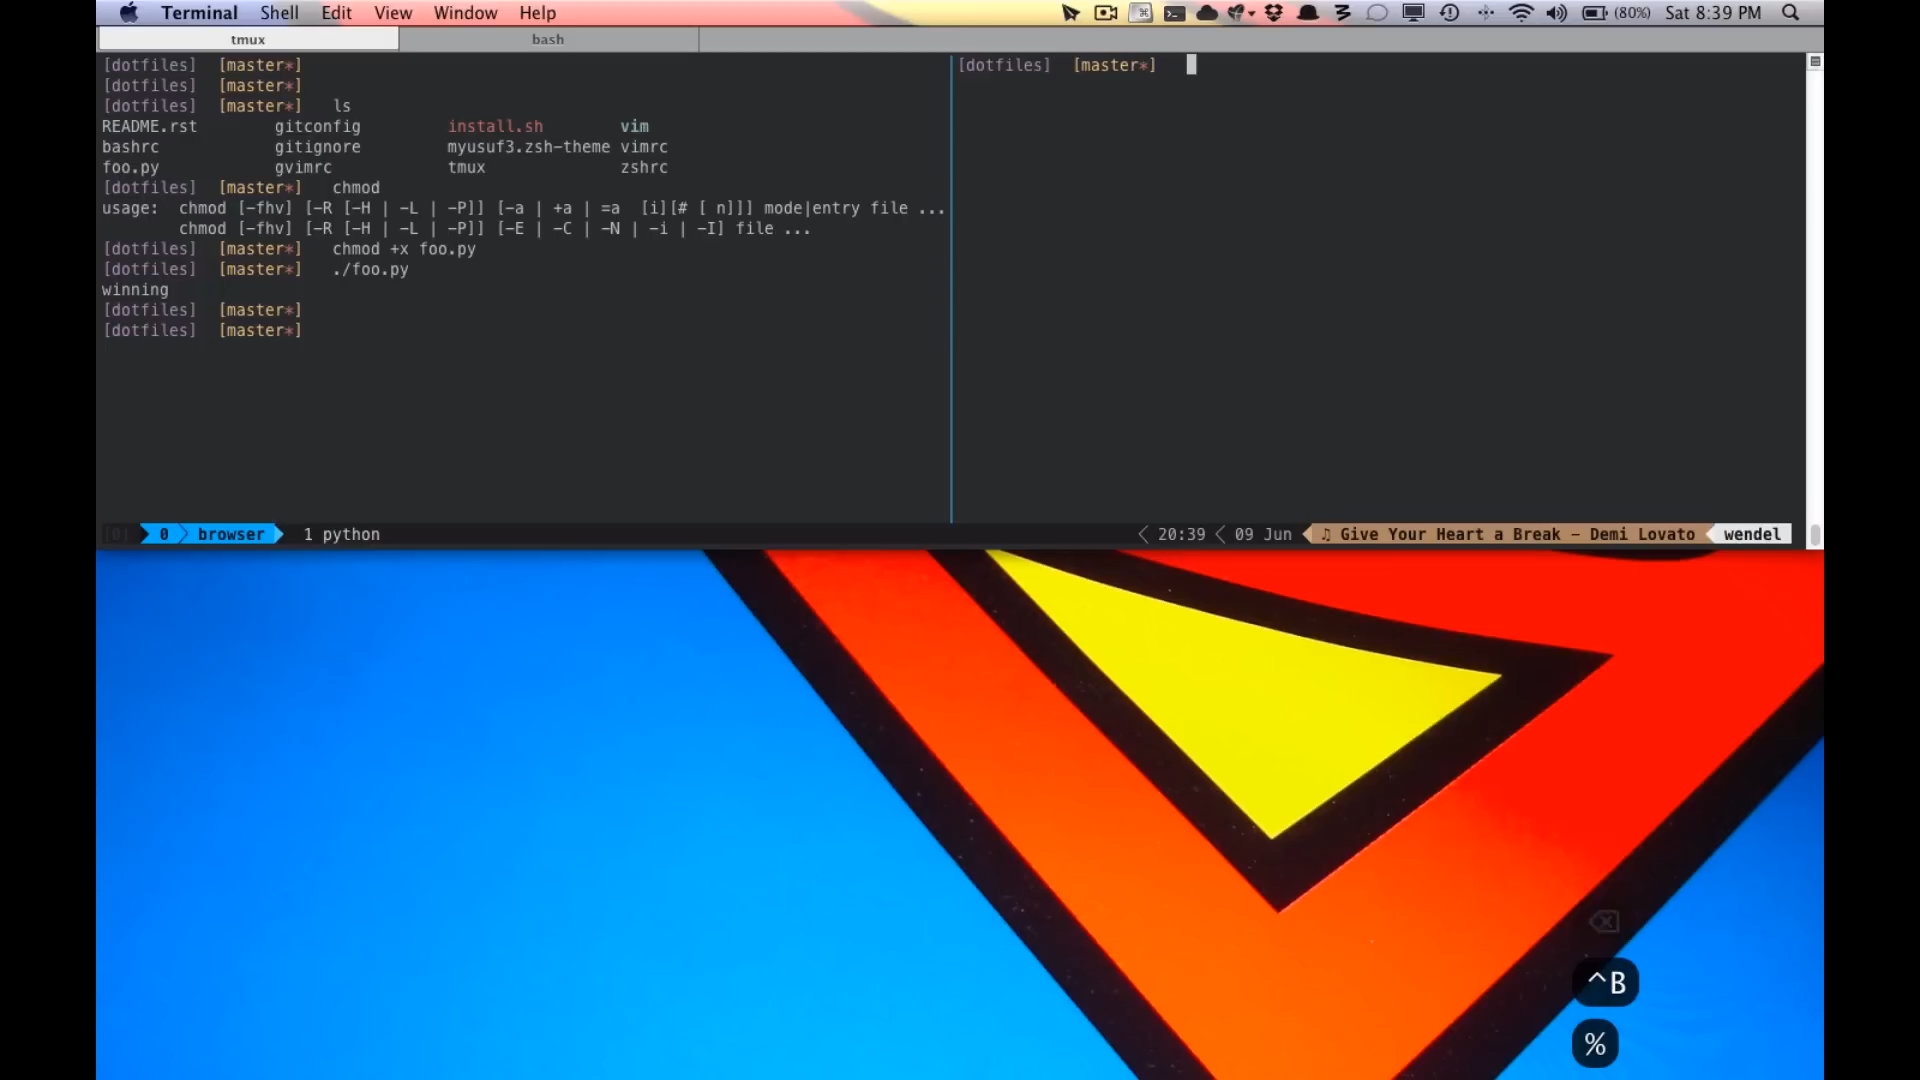 Terminal Shell Edit View Window Help (80%) Sat 8:39 PM
tmux bash
[dotfiles] [master*]
[dotfiles] [master*]
[dotfiles] [master*] ls
README.rst gitconfig install.sh vim
bashrc gitignore myusuf3.zsh-theme vimrc
foo.py gvimrc tmux zshrc
[dotfiles] [master*] chmod
usage: chmod [-fhv] [-R [-H | -L | -P]] [-a | +a | =a [i][# [ n]]] mode|entry file ...
chmod [-fhv] [-R [-H | -L | -P]] [-E | -C | -N | -i | -I] file ...
[dotfiles] [master*] chmod +x foo.py
[dotfiles] [master*] ./foo.py
winning
[dotfiles] [master*]
[dotfiles] [master*]
[dotfiles] [master*]
[0] 0 browser 1 python 20:39 09 Jun ♫ Give Your Heart a Break - Demi Lovato wendel
^B
%